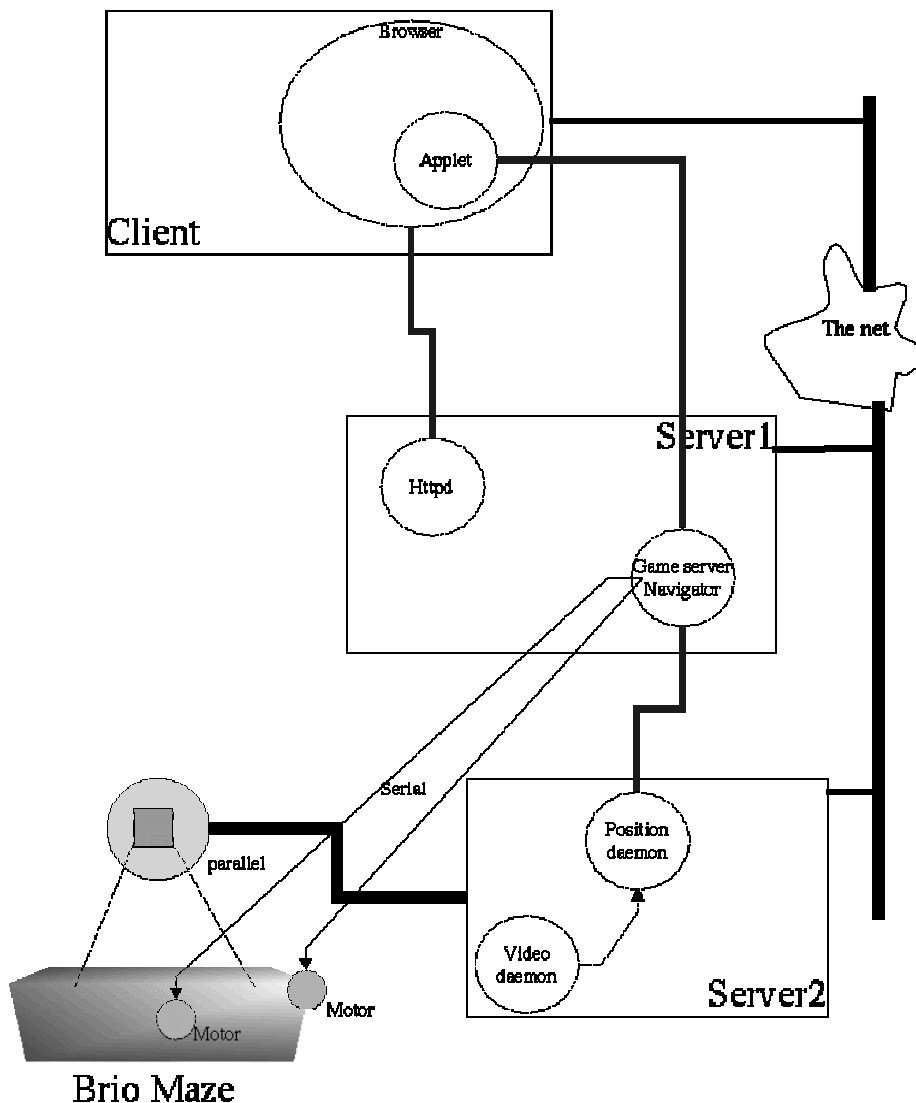 Browser
Applet
Client
The net
Server1
Httpd
Game server
Navigator
Serial
Position
daemon
parallel
Video
daemon
Server2
Motor
Motor
Brio Maze